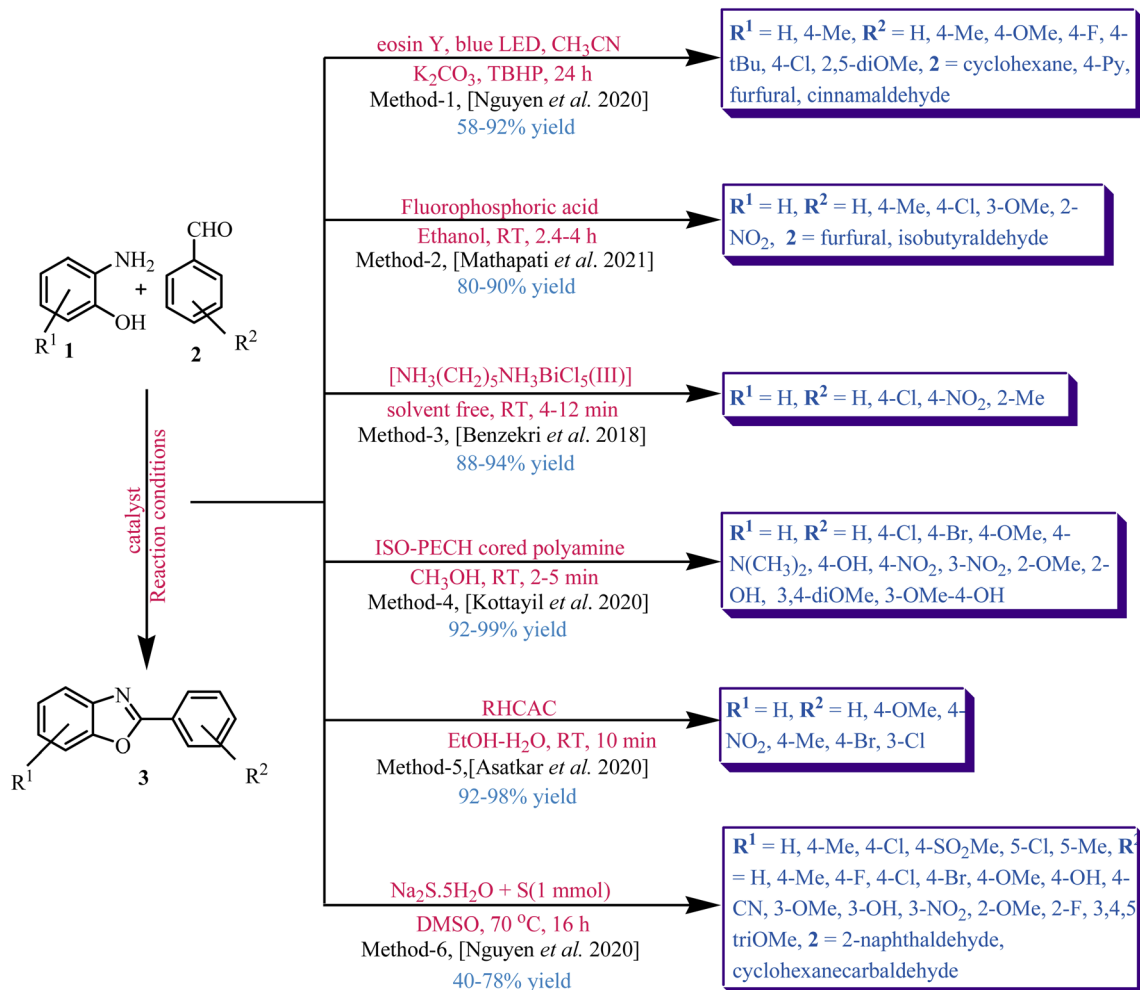 eosin Y, blue LED, CH₃CN
K₂CO₃, TBHP, 24 h
Method-1, [Nguyen et al. 2020]
58-92% yield
R¹ = H, 4-Me, R² = H, 4-Me, 4-OMe, 4-F, 4-
tBu, 4-Cl, 2,5-diOMe, 2 = cyclohexane, 4-Py,
furfural, cinnamaldehyde
Fluorophosphoric acid
Ethanol, RT, 2.4-4 h
Method-2, [Mathapati et al. 2021]
80-90% yield
R¹ = H, R² = H, 4-Me, 4-Cl, 3-OMe, 2-
NO₂, 2 = furfural, isobutyraldehyde
NH₂
+
OH
R¹
1
CHO
R²
2
[NH₃(CH₂)₅NH₃BiCl₅(III)]
solvent free, RT, 4-12 min
Method-3, [Benzekri et al. 2018]
88-94% yield
R¹ = H, R² = H, 4-Cl, 4-NO₂, 2-Me
catalyst
Reaction conditions
ISO-PECH cored polyamine
CH₃OH, RT, 2-5 min
Method-4, [Kottayil et al. 2020]
92-99% yield
R¹ = H, R² = H, 4-Cl, 4-Br, 4-OMe, 4-
N(CH₃)₂, 4-OH, 4-NO₂, 3-NO₂, 2-OMe, 2-
OH, 3,4-diOMe, 3-OMe-4-OH
N
O
R¹
R²
3
RHCAC
EtOH-H₂O, RT, 10 min
Method-5,[Asatkar et al. 2020]
92-98% yield
R¹ = H, R² = H, 4-OMe, 4-
NO₂, 4-Me, 4-Br, 3-Cl
Na₂S.5H₂O + S(1 mmol)
DMSO, 70 ᵒC, 16 h
Method-6, [Nguyen et al. 2020]
40-78% yield
R¹ = H, 4-Me, 4-Cl, 4-SO₂Me, 5-Cl, 5-Me, R²
= H, 4-Me, 4-F, 4-Cl, 4-Br, 4-OMe, 4-OH, 4-
CN, 3-OMe, 3-OH, 3-NO₂, 2-OMe, 2-F, 3,4,5
triOMe, 2 = 2-naphthaldehyde,
cyclohexanecarbaldehyde